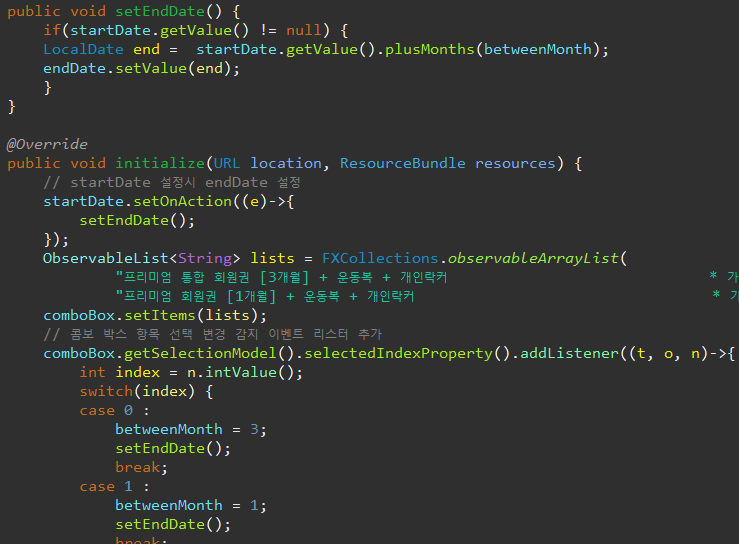 public void setEndDate() {
    if(startDate.getValue() != null) {
    LocalDate end =  startDate.getValue().plusMonths(betweenMonth);
    endDate.setValue(end);
    }
}
@Override
public void initialize(URL location, ResourceBundle resources) {
    // startDate 설정시 endDate 설정
    startDate.setOnAction((e)->{
        setEndDate();
    });
    ObservableList<String> lists = FXCollections.observableArrayList(
            "프리미엄 통합 회원권 [3개월] + 운동복 + 개인락커                             * 가
            "프리미엄 회원권 [1개월] + 운동복 + 개인락커                                 *
    comboBox.setItems(lists);
    // 콤보 박스 항목 선택 변경 감지 이벤트 리스터 추가
    comboBox.getSelectionModel().selectedIndexProperty().addListener((t, o, n)->{
        int index = n.intValue();
        switch(index) {
        case 0 :
            betweenMonth = 3;
            setEndDate();
            break;
        case 1 :
            betweenMonth = 1;
            setEndDate();
            break;